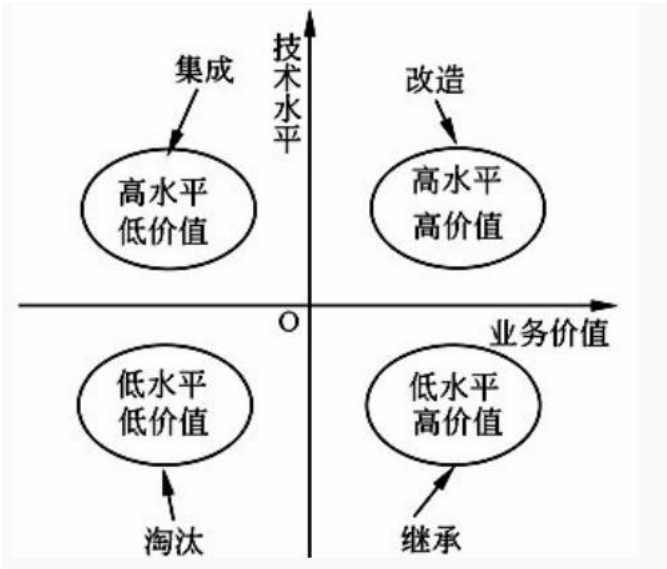 技术水平
集成
改造
高水平
低价值
高水平
高价值
O
业务价值
低水平
低价值
低水平
高价值
淘汰
继承